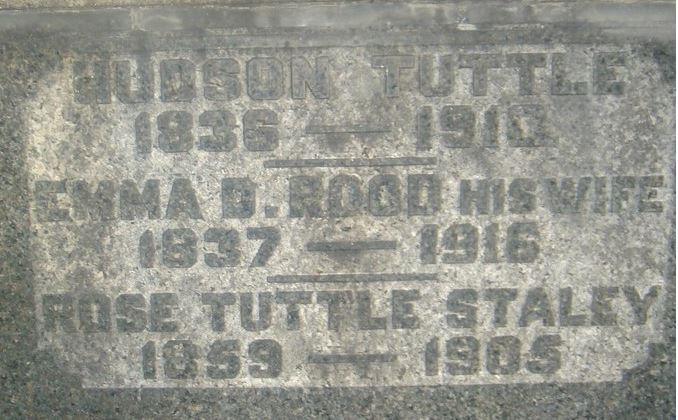 HUDSON TUTTLE
1836 — 1910
EMMA D. ROOD HIS WIFE
1837 — 1916
ROSE TUTTLE STALEY
1859 — 1905